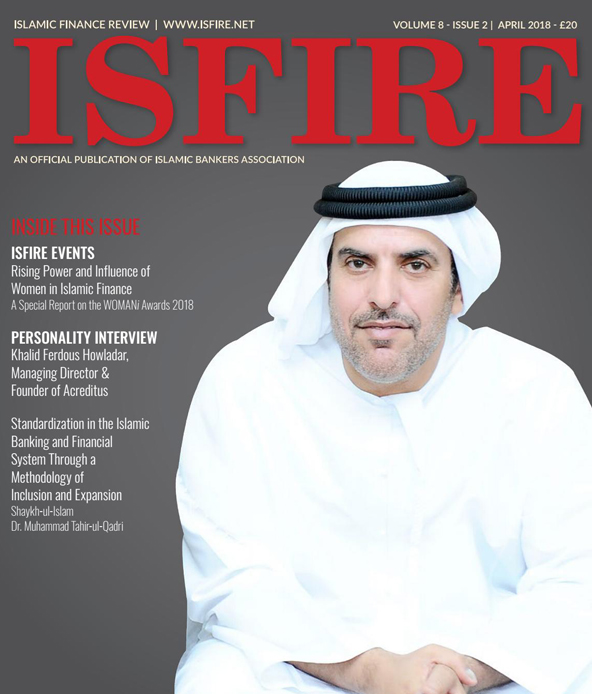 ISLAMIC FINANCE REVIEW | WWW.ISFIRE.NET
VOLUME 8 - ISSUE 2 | APRIL 2018 - £20
ISFIRE
AN OFFICIAL PUBLICATION OF ISLAMIC BANKERS ASSOCIATION
INSIDE THIS ISSUE
ISFIRE EVENTS
Rising Power and Influence of
Women in Islamic Finance
A Special Report on the WOMANi Awards 2018
PERSONALITY INTERVIEW
Khalid Ferdous Howladar,
Managing Director &
Founder of Acreditus
Standardization in the Islamic
Banking and Financial
System Through a
Methodology of
Inclusion and Expansion
Shaykh-ul-Islam
Dr. Muhammad Tahir-ul-Qadri